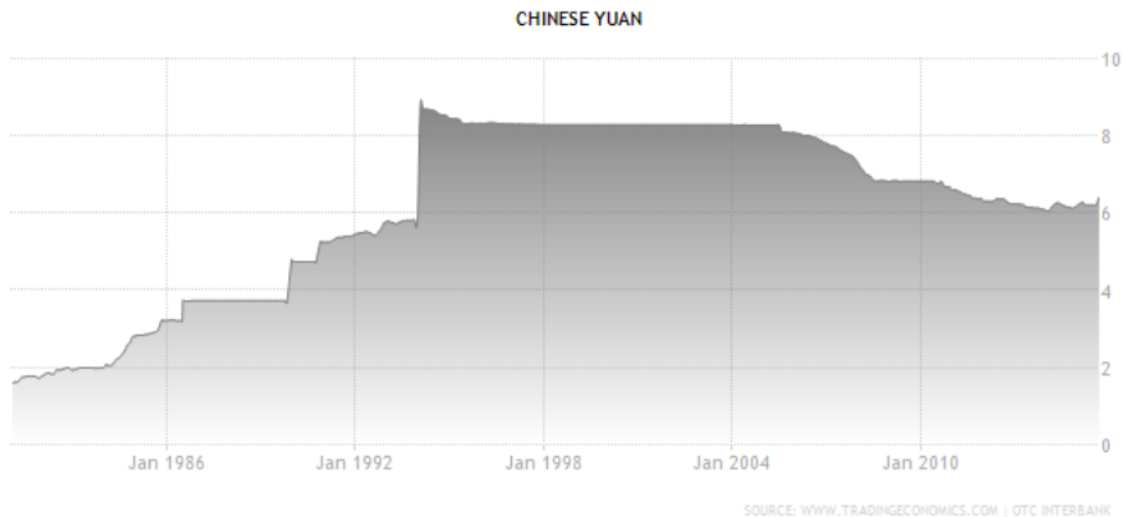 CHINESE YUAN
10
8
6
4
2
0
Jan 1986 Jan 1992 Jan 1998 Jan 2004 Jan 2010
SOURCE: WWW.TRADINGECONOMICS.COM | OTC INTERBANK